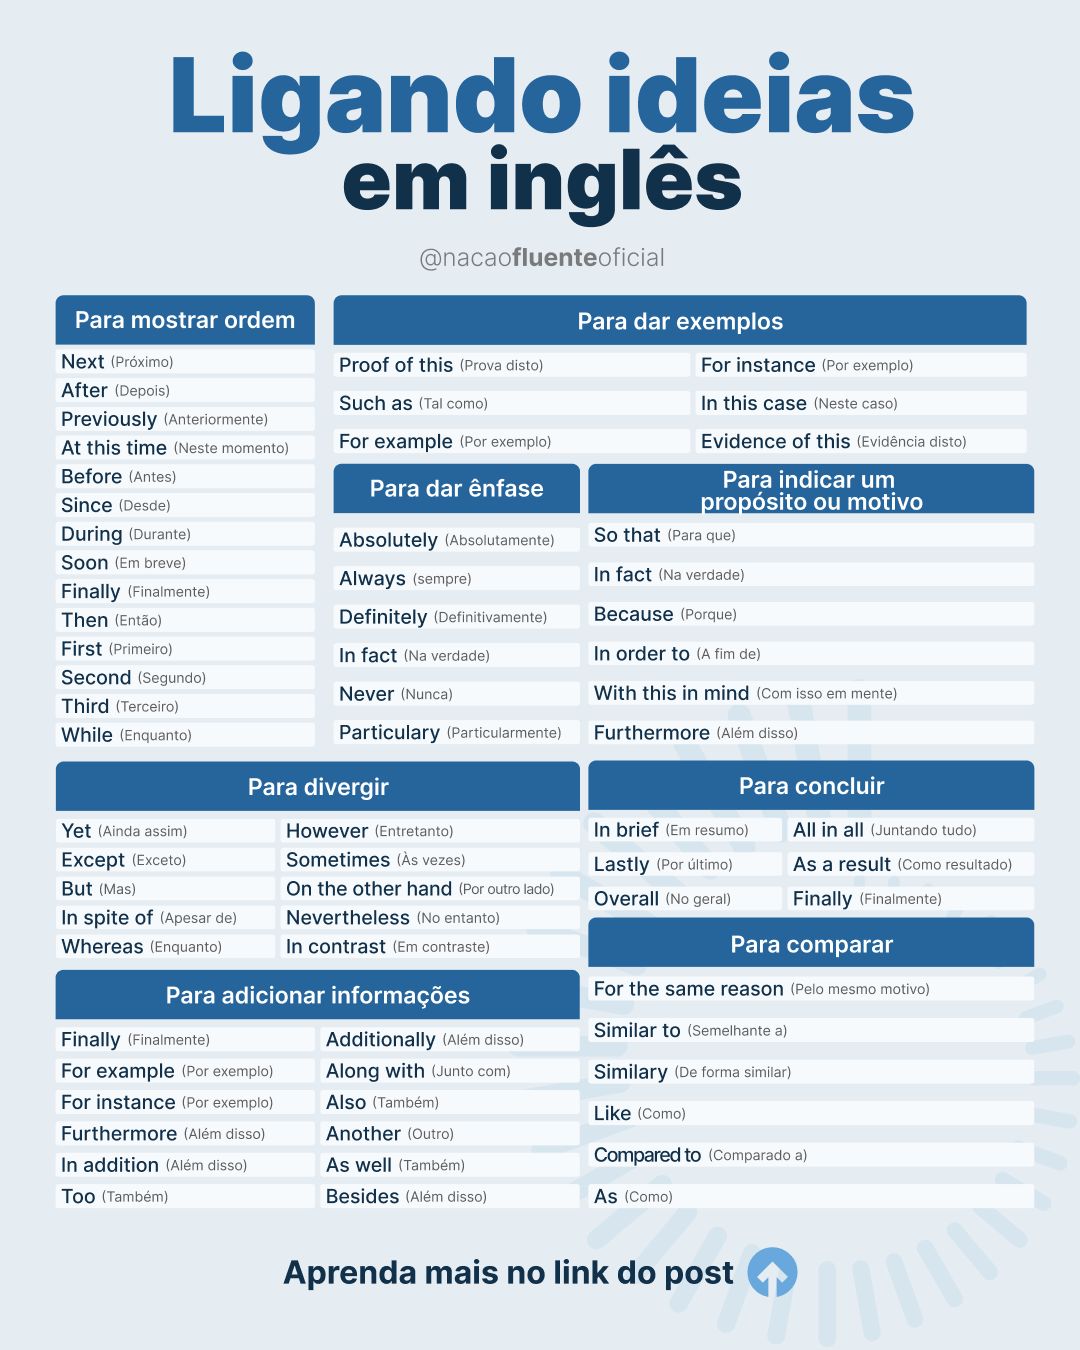 Ligando ideias
em inglês
@nacaofluenteoficial
Para mostrar ordem
Next (Próximo)
After (Depois)
Previously (Anteriormente)
At this time (Neste momento)
Before (Antes)
Since (Desde)
During (Durante)
Soon (Em breve)
Finally (Finalmente)
Then (Então)
First (Primeiro)
Second (Segundo)
Third (Terceiro)
While (Enquanto)
Para dar exemplos
Proof of this (Prova disto)
For instance (Por exemplo)
Such as (Tal como)
In this case (Neste caso)
For example (Por exemplo)
Evidence of this (Evidência disto)
Para dar ênfase
Absolutely (Absolutamente)
Always (sempre)
Definitely (Definitivamente)
In fact (Na verdade)
Never (Nunca)
Particulary (Particularmente)
Para indicar um
propósito ou motivo
So that (Para que)
In fact (Na verdade)
Because (Porque)
In order to (A fim de)
With this in mind (Com isso em mente)
Furthermore (Além disso)
Para divergir
Yet (Ainda assim)
However (Entretanto)
Except (Exceto)
Sometimes (Às vezes)
But (Mas)
On the other hand (Por outro lado)
In spite of (Apesar de)
Nevertheless (No entanto)
Whereas (Enquanto)
In contrast (Em contraste)
Para concluir
In brief (Em resumo)
All in all (Juntando tudo)
Lastly (Por último)
As a result (Como resultado)
Overall (No geral)
Finally (Finalmente)
Para adicionar informações
Finally (Finalmente)
Additionally (Além disso)
For example (Por exemplo)
Along with (Junto com)
For instance (Por exemplo)
Also (Também)
Furthermore (Além disso)
Another (Outro)
In addition (Além disso)
As well (Também)
Too (Também)
Besides (Além disso)
Para comparar
For the same reason (Pelo mesmo motivo)
Similar to (Semelhante a)
Similary (De forma similar)
Like (Como)
Compared to (Comparado a)
As (Como)
Aprenda mais no link do post